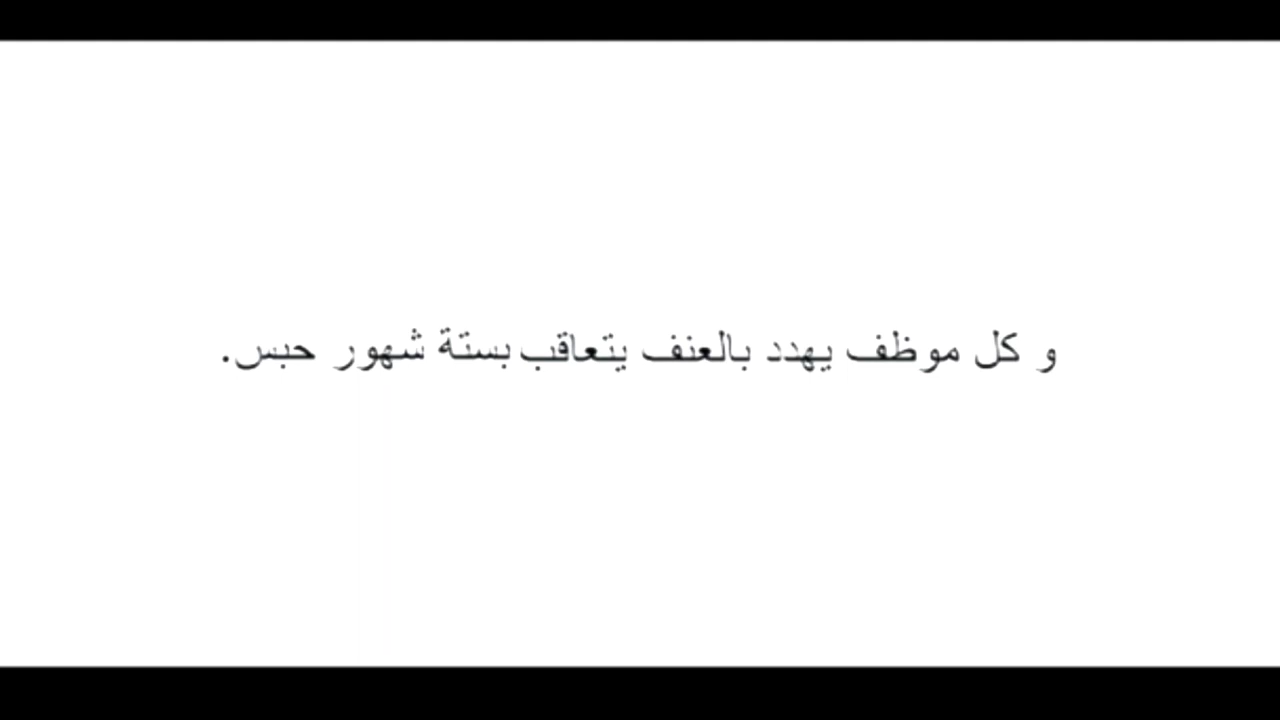 و كل موظف يهدد بالعنف يتعاقب بستة شهور حبس.